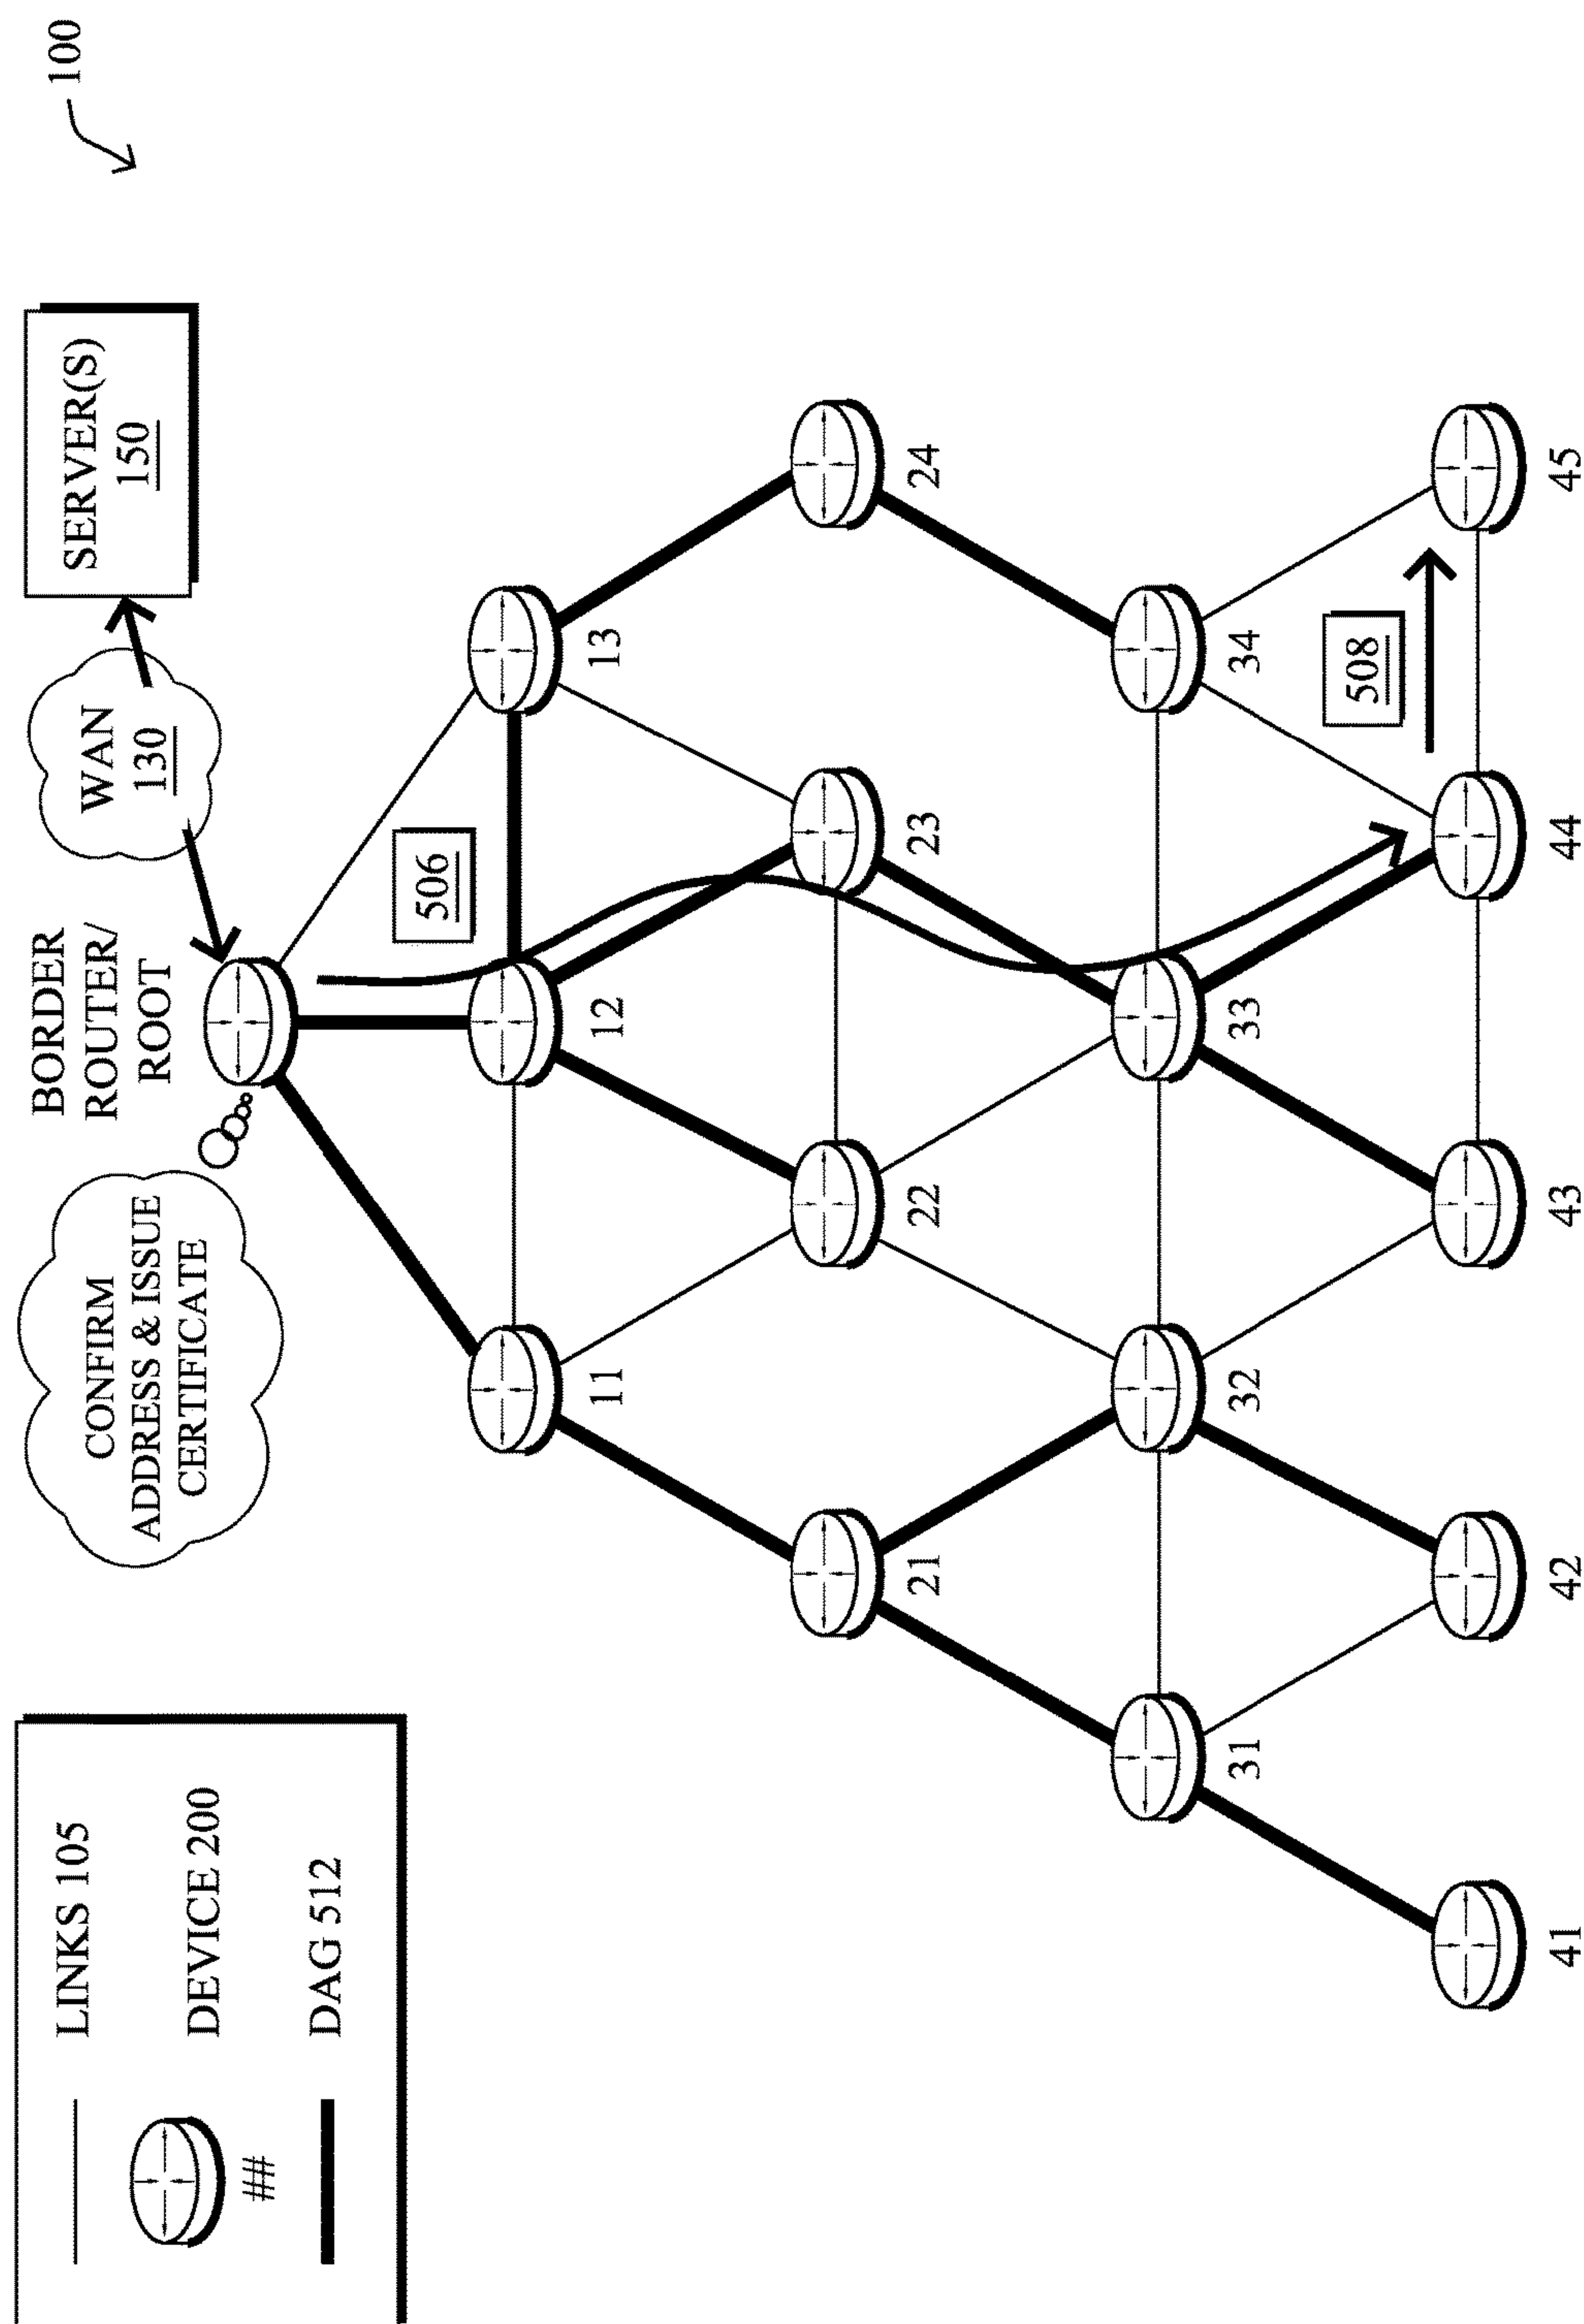 100
SERVER(S)
150
WAN
130
BORDER
ROUTER/
ROOT
CONFIRM
ADDRESS & ISSUE
CERTIFICATE
LINKS 105
DEVICE 200
##
DAG 512
506
11
12
13
21
22
23
24
31
32
33
34
508
41
42
43
44
45